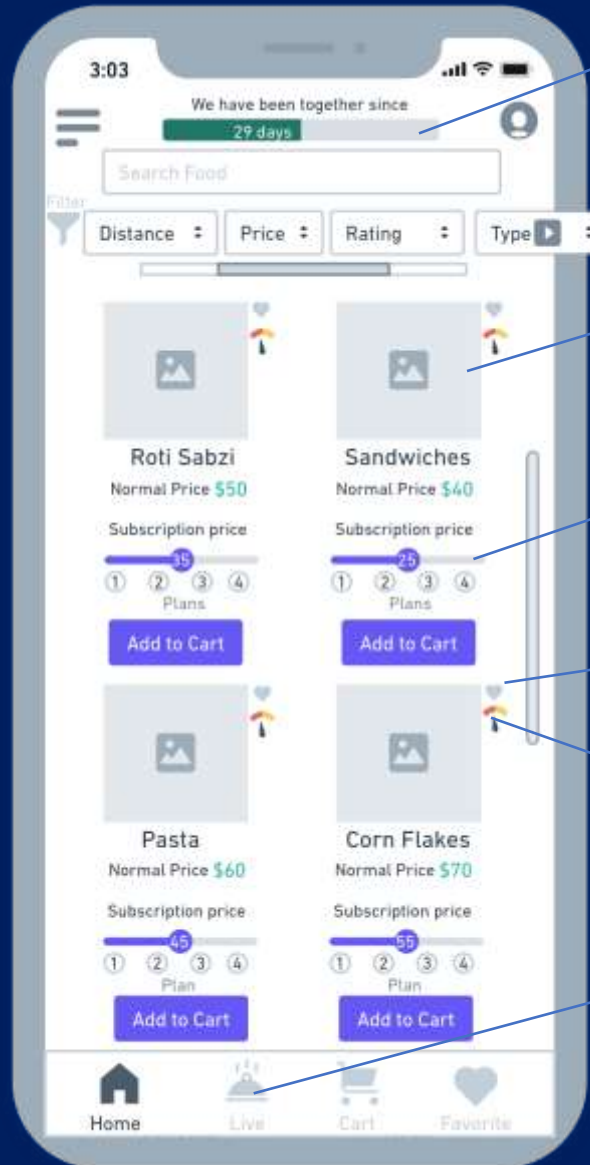 3:03
We have been together since
29 days
Search Food
Filter
Distance Price Rating Type
Roti Sabzi Sandwiches
Normal Price $50 Normal Price $40
Subscription price Subscription price
35 25
1 2 3 4 1 2 3 4
Plans Plans
Add to Cart Add to Cart
Pasta Corn Flakes
Normal Price $60 Normal Price $70
Subscription price Subscription price
45 55
1 2 3 4 1 2 3 4
Plan Plan
Add to Cart Add to Cart
Home Live Cart Favorite